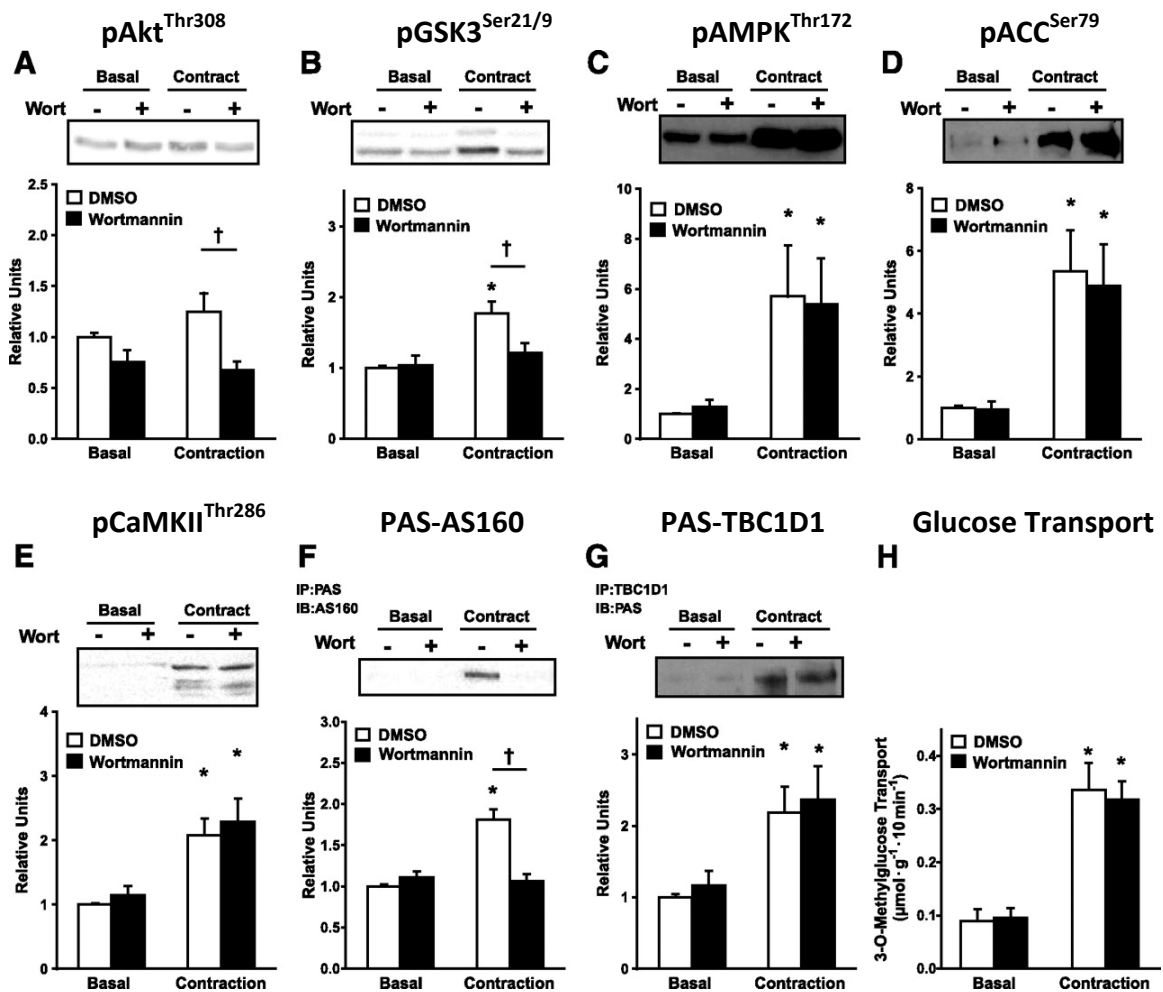 pAkt^Thr308
A
Basal Contract
Wort - + - +
2.5
2.0
1.5
1.0
0.5
0.0
Relative Units
DMSO
Wortmannin
†
Basal Contraction
pGSK3^Ser21/9
B
Basal Contract
Wort - + - +
3
2
1
0
Relative Units
DMSO
Wortmannin
†
*
Basal Contraction
pAMPK^Thr172
C
Basal Contract
Wort - + - +
10
8
6
4
2
0
Relative Units
DMSO
Wortmannin
* *
Basal Contraction
pACC^Ser79
D
Basal Contract
Wort - + - +
8
6
4
2
0
Relative Units
DMSO
Wortmannin
* *
Basal Contraction
pCaMKII^Thr286
E
Basal Contract
Wort - + - +
4
3
2
1
0
Relative Units
DMSO
Wortmannin
* *
Basal Contraction
PAS-AS160
F
IP:PAS
IB:AS160
Basal Contract
Wort - + - +
3.0
2.5
2.0
1.5
1.0
0.5
0.0
Relative Units
DMSO
Wortmannin
†
*
Basal Contraction
PAS-TBC1D1
G
IP:TBC1D1
IB:PAS
Basal Contract
Wort - + - +
3
2
1
0
Relative Units
DMSO
Wortmannin
* *
Basal Contraction
Glucose Transport
H
0.4
0.3
0.2
0.1
0.0
3-O-Methylglucose Transport
(µmol·g⁻¹·10 min⁻¹)
DMSO
Wortmannin
* *
Basal Contraction